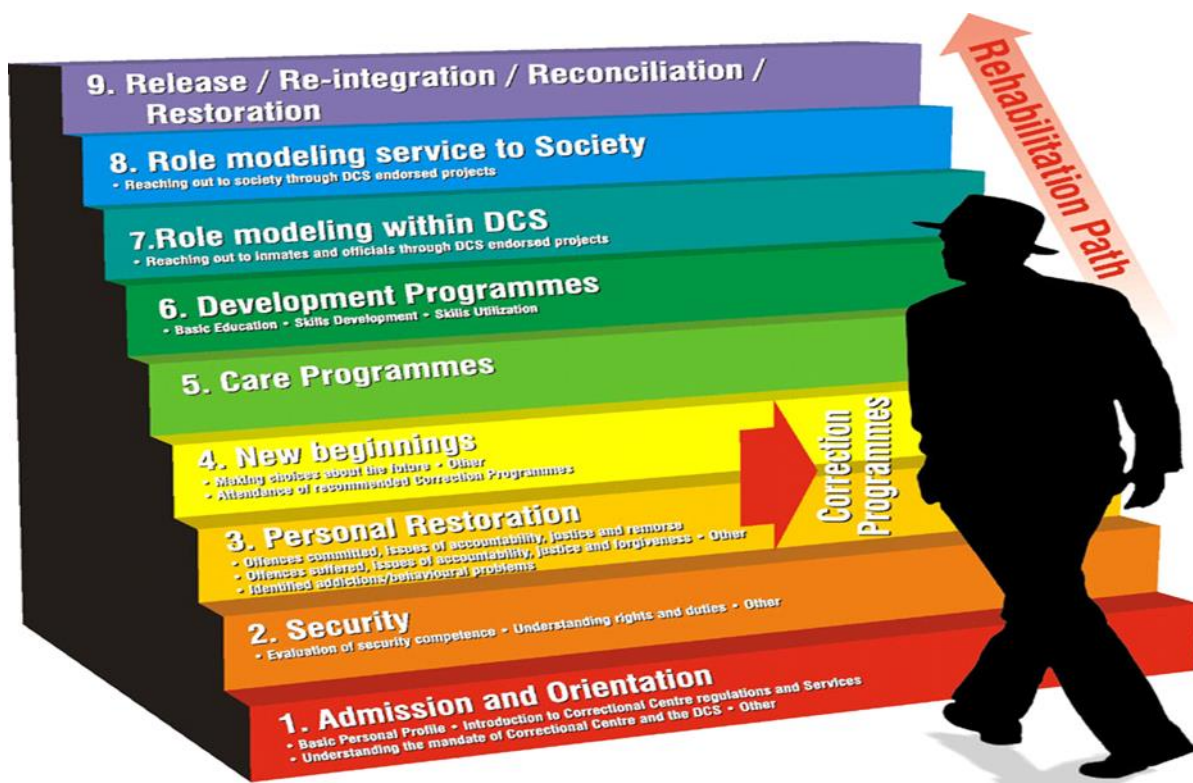 9. Release / Re-integration / Reconciliation /
Restoration
8. Role modeling service to Society
• Reaching out to society through DCS endorsed projects
7.Role modeling within DCS
• Reaching out to inmates and officials through DCS endorsed projects
6. Development Programmes
• Basic Education • Skills Development • Skills Utilization
5. Care Programmes
4. New beginnings
• Making choices about the future • Other
• Attendance of recommended Correction Programmes
3. Personal Restoration
• Offences committed, issues of accountability, justice and remorse
• Offences suffered, issues of accountability, justice and forgiveness • Other
• Identified addictions/behavioural problems
2. Security
• Evaluation of security competence • Understanding rights and duties • Other
1. Admission and Orientation
• Basic Personal Profile • Introduction to Correctional Centre regulations and Services
• Understanding the mandate of Correctional Centre and the DCS • Other
Correction
Programmes
Rehabilitation Path